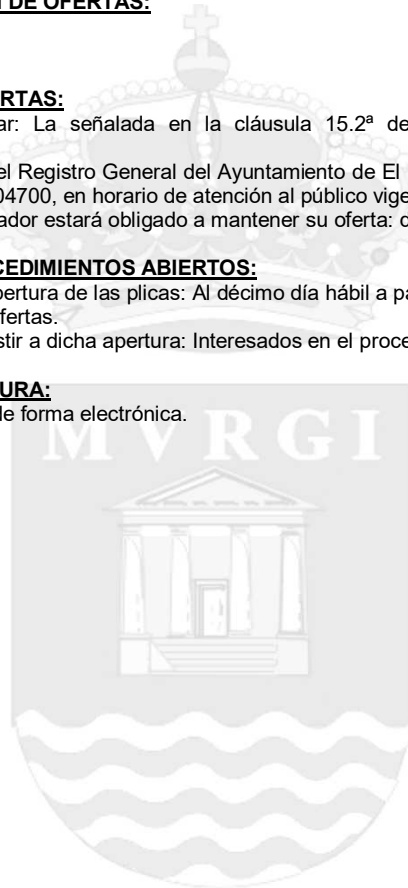 DE OFERTAS:
RTAS:
ar: La señalada en la cláusula 15.2ª de
el Registro General del Ayuntamiento de El
04700, en horario de atención al público vige
ador estará obligado a mantener su oferta: d
CEDIMIENTOS ABIERTOS:
pertura de las plicas: Al décimo día hábil a pa
fertas.
stir a dicha apertura: Interesados en el proce
URA:
de forma electrónica.
MVRGI